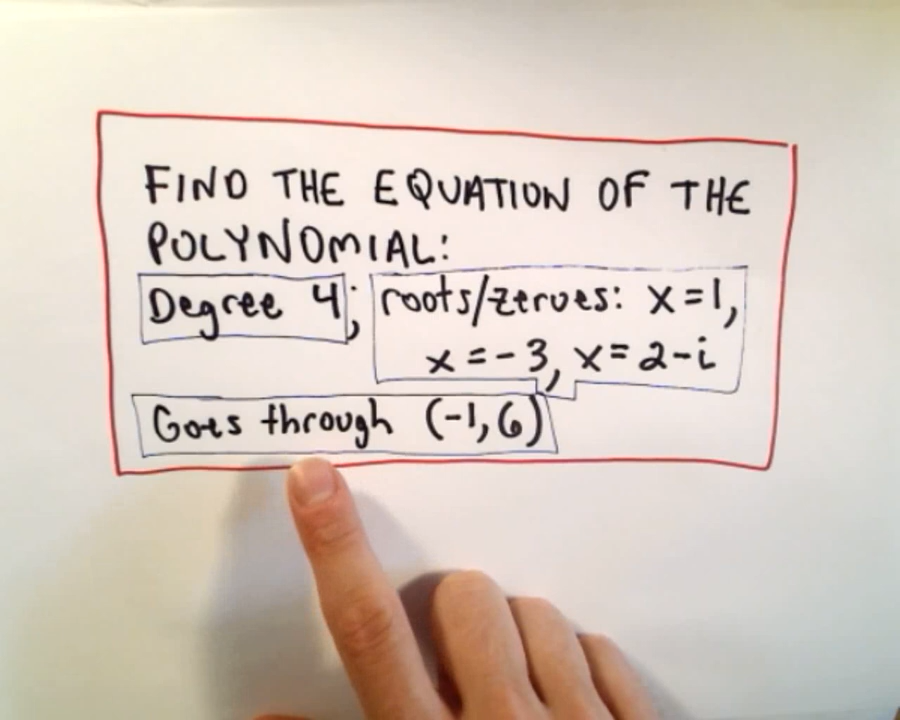 FIND THE EQUATION OF THE
POLYNOMIAL:
Degree 4; roots/zeroes: x=1,
x=-3, x=2-i
Goes through (-1,6)